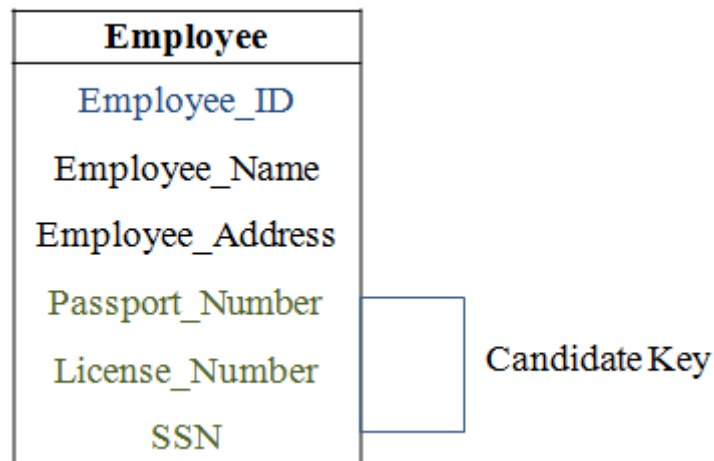 Employee
Employee_ID
Employee_Name
Employee_Address
Passport_Number
License_Number
SSN
Candidate Key